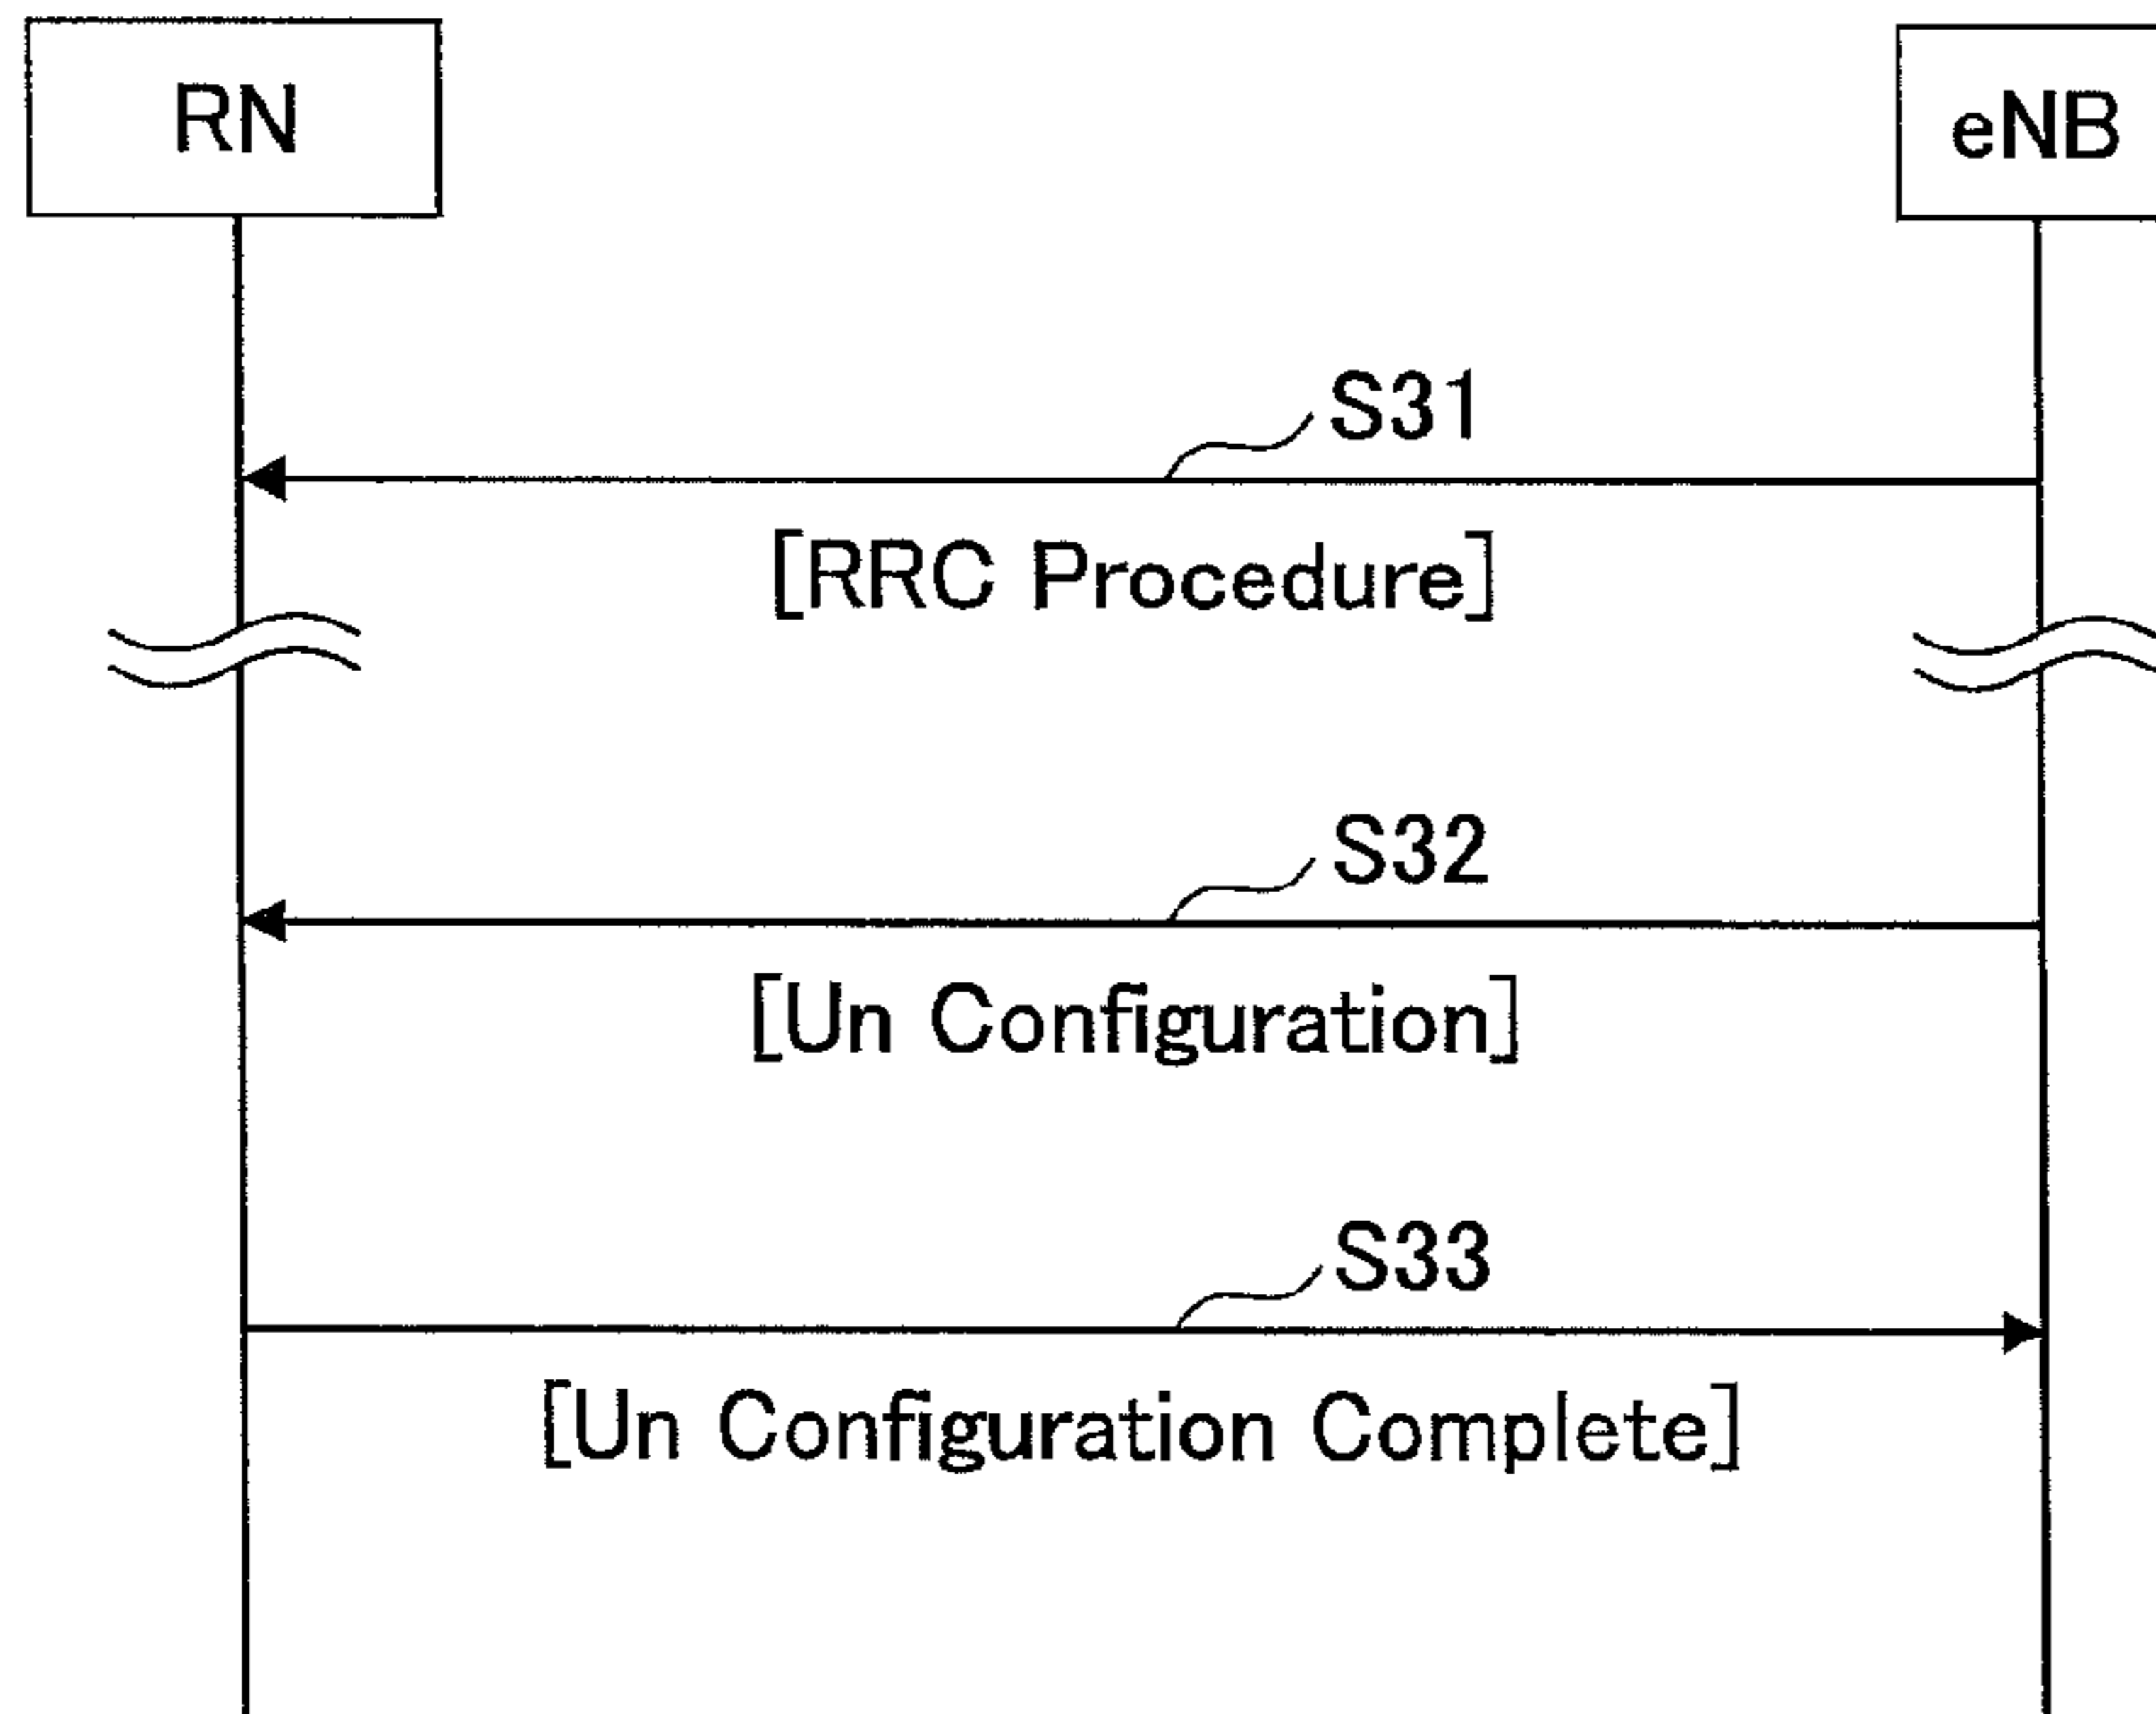 RN
eNB
S31
[RRC Procedure]
S32
[Un Configuration]
S33
[Un Configuration Complete]